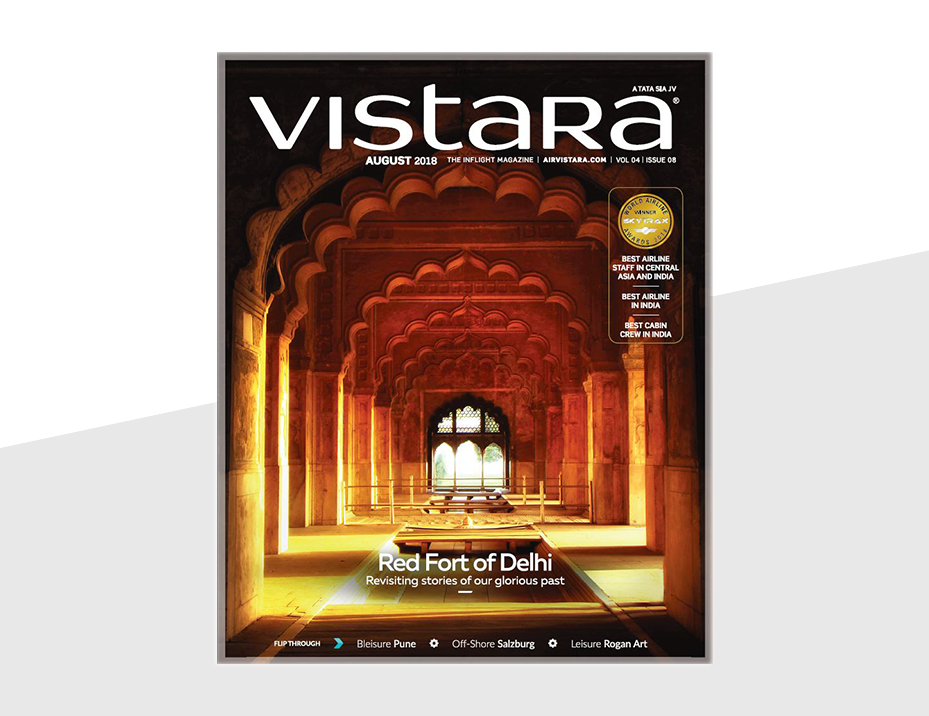 A TATA SIA JV
VISTARA®
AUGUST 2018 THE INFLIGHT MAGAZINE | AIRVISTARA.COM | VOL 04 | ISSUE 08
WORLD AIRLINE
WINNER
SKYTRAX
AWARDS
BEST AIRLINE
STAFF IN CENTRAL
ASIA AND INDIA
BEST AIRLINE
IN INDIA
BEST CABIN
CREW IN INDIA
Red Fort of Delhi
Revisiting stories of our glorious past
FLIP THROUGH Bleisure Pune Off-Shore Salzburg Leisure Rogan Art